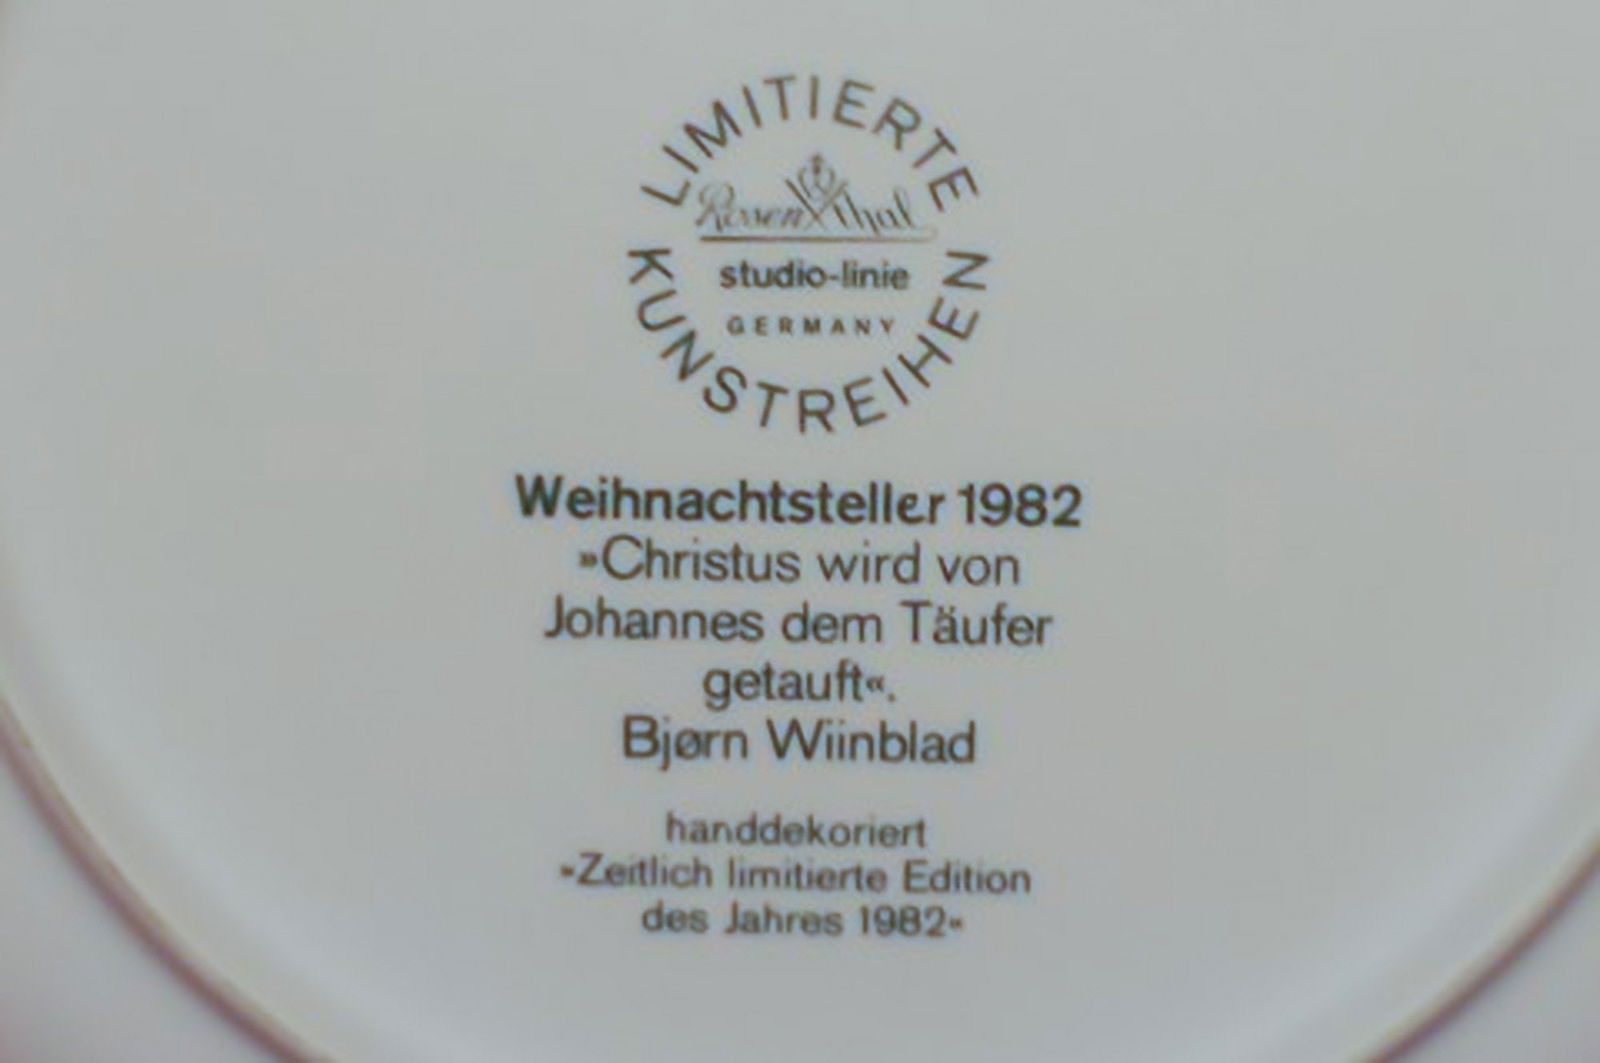 LIMITIERTE
Rosenthal
studio-linie
GERMANY
KUNSTREIHEN
Weihnachtsteller 1982
»Christus wird von
Johannes dem Täufer
getauft«.
Bjørn Wiinblad
handdekoriert
»Zeitlich limitierte Edition
des Jahres 1982«